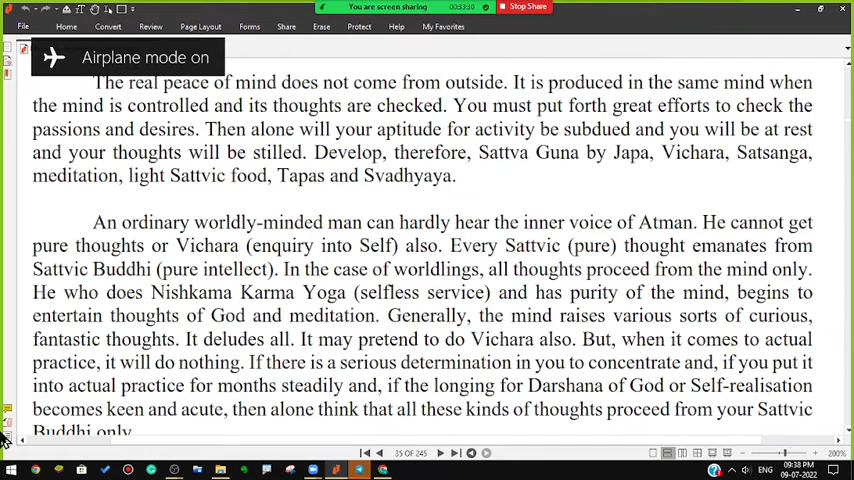 You are screen sharing 00:33:30 Stop Share
File Home Convert Review Page Layout Forms Share Protect Help My Favorites
Airplane mode on
The real peace of mind does not come from outside. It is produced in the same mind when
the mind is controlled and its thoughts are checked. You must put forth great efforts to check the
passions and desires. Then alone will your aptitude for activity be subdued and you will be at rest
and your thoughts will be stilled. Develop, therefore, Sattva Guna by Japa, Vichara, Satsanga,
meditation, light Sattvic food, Tapas and Svadhyaya.
An ordinary worldly-minded man can hardly hear the inner voice of Atman. He cannot get
pure thoughts or Vichara (enquiry into Self) also. Every Sattvic (pure) thought emanates from
Sattvic Buddhi (pure intellect). In the case of worldlings, all thoughts proceed from the mind only.
He who does Nishkama Karma Yoga (selfless service) and has purity of the mind, begins to
entertain thoughts of God and meditation. Generally, the mind raises various sorts of curious,
fantastic thoughts. It deludes all. It may pretend to do Vichara also. But, when it comes to actual
practice, it will do nothing. If there is a serious determination in you to concentrate and, if you put it
into actual practice for months steadily and, if the longing for Darshana of God or Self-realisation
becomes keen and acute, then alone think that all these kinds of thoughts proceed from your Sattvic
Buddhi only.
35 OF 245 200%
ENG 09:38 PM
09-07-2022